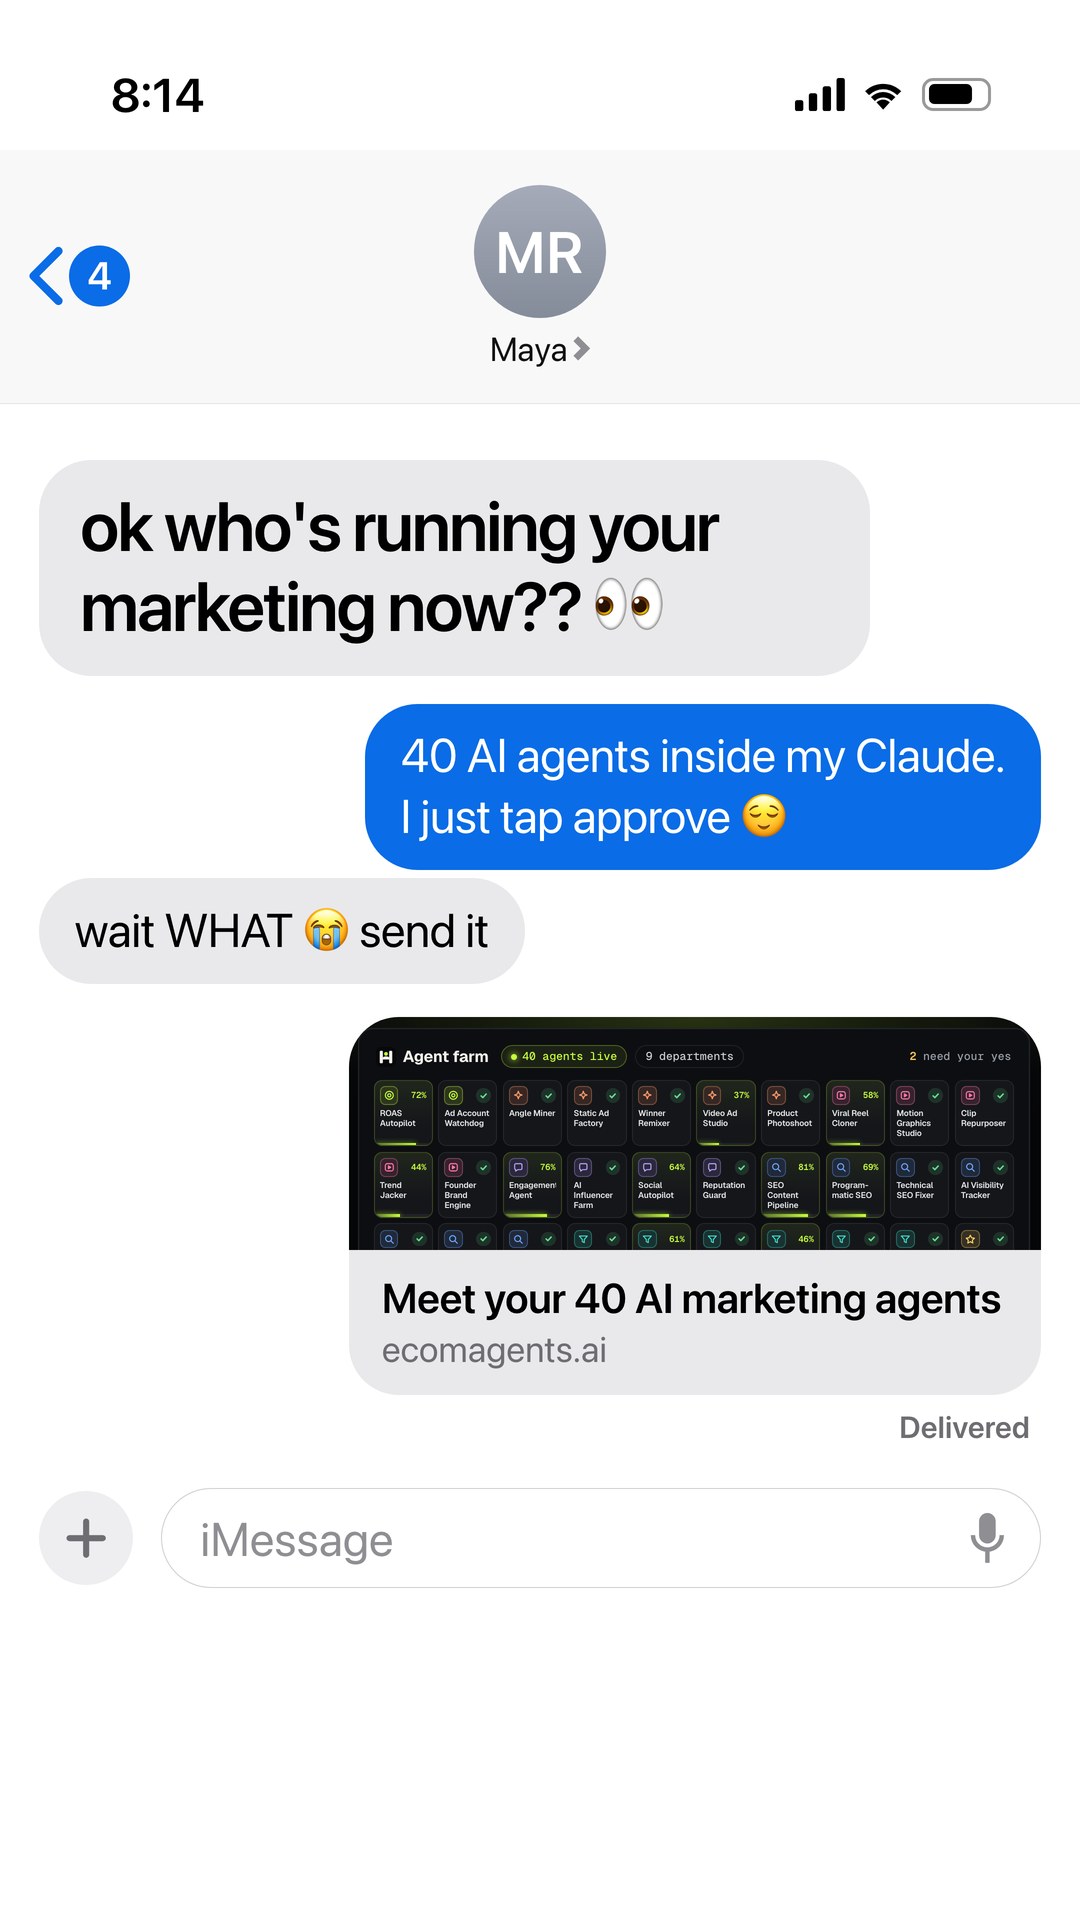 8:14
4
MR
Maya
ok who's running your
marketing now?? 👀
40 AI agents inside my Claude.
I just tap approve 😌
wait WHAT 😭 send it
Agent farm
40 agents live
9 departments
2 need your yes
72%
37%
58%
ROAS
Autopilot
Ad Account
Watchdog
Angle Miner
Static Ad
Factory
Winner
Remixer
Video Ad
Studio
Product
Photoshoot
Viral Reel
Cloner
Motion
Graphics
Studio
Clip
Repurposer
44%
76%
64%
81%
69%
Trend
Jacker
Founder
Brand
Engine
Engagement
Agent
AI
Influencer
Farm
Social
Autopilot
Reputation
Guard
SEO
Content
Pipeline
Program-
matic SEO
Technical
SEO Fixer
AI Visibility
Tracker
61%
46%
Meet your 40 AI marketing agents
ecomagents.ai
Delivered
iMessage